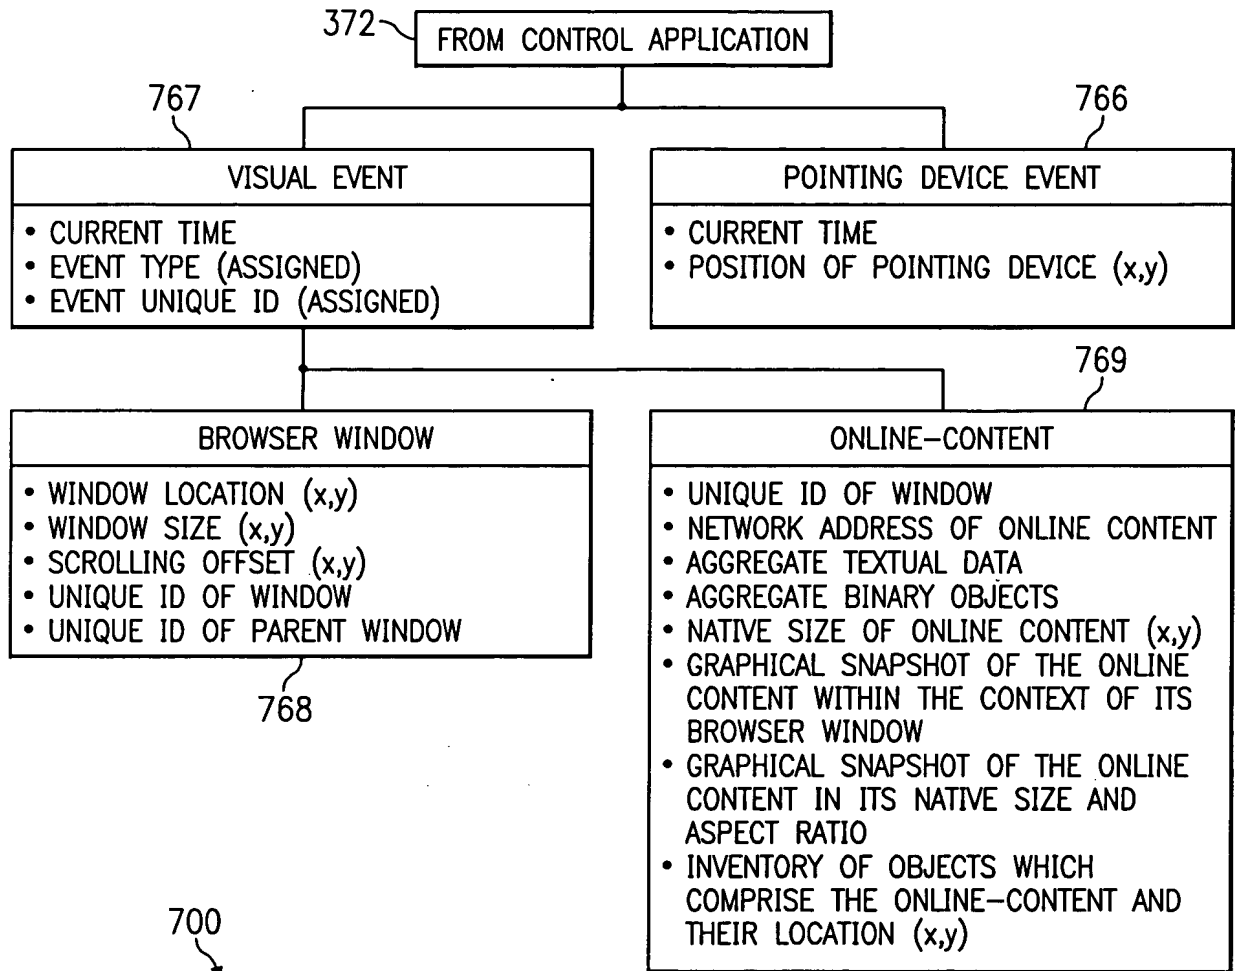 372
FROM CONTROL APPLICATION
767
VISUAL EVENT
• CURRENT TIME
• EVENT TYPE (ASSIGNED)
• EVENT UNIQUE ID (ASSIGNED)
766
POINTING DEVICE EVENT
• CURRENT TIME
• POSITION OF POINTING DEVICE (x,y)
BROWSER WINDOW
• WINDOW LOCATION (x,y)
• WINDOW SIZE (x,y)
• SCROLLING OFFSET (x,y)
• UNIQUE ID OF WINDOW
• UNIQUE ID OF PARENT WINDOW
768
769
ONLINE-CONTENT
• UNIQUE ID OF WINDOW
• NETWORK ADDRESS OF ONLINE CONTENT
• AGGREGATE TEXTUAL DATA
• AGGREGATE BINARY OBJECTS
• NATIVE SIZE OF ONLINE CONTENT (x,y)
• GRAPHICAL SNAPSHOT OF THE ONLINE
CONTENT WITHIN THE CONTEXT OF ITS
BROWSER WINDOW
• GRAPHICAL SNAPSHOT OF THE ONLINE
CONTENT IN ITS NATIVE SIZE AND
ASPECT RATIO
• INVENTORY OF OBJECTS WHICH
COMPRISE THE ONLINE-CONTENT AND
THEIR LOCATION (x,y)
700